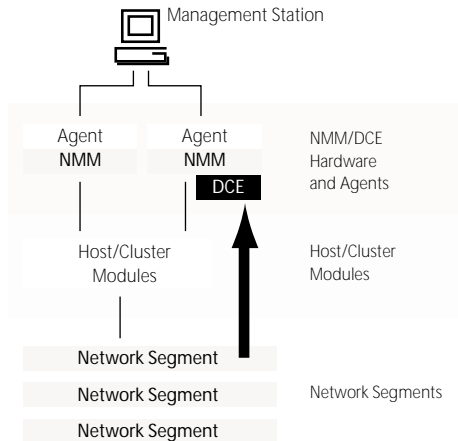 Management Station
Agent
NMM
Agent
NMM
DCE
NMM/DCE
Hardware
and Agents
Host/Cluster
Modules
Host/Cluster
Modules
Network Segment
Network Segment
Network Segments
Network Segment